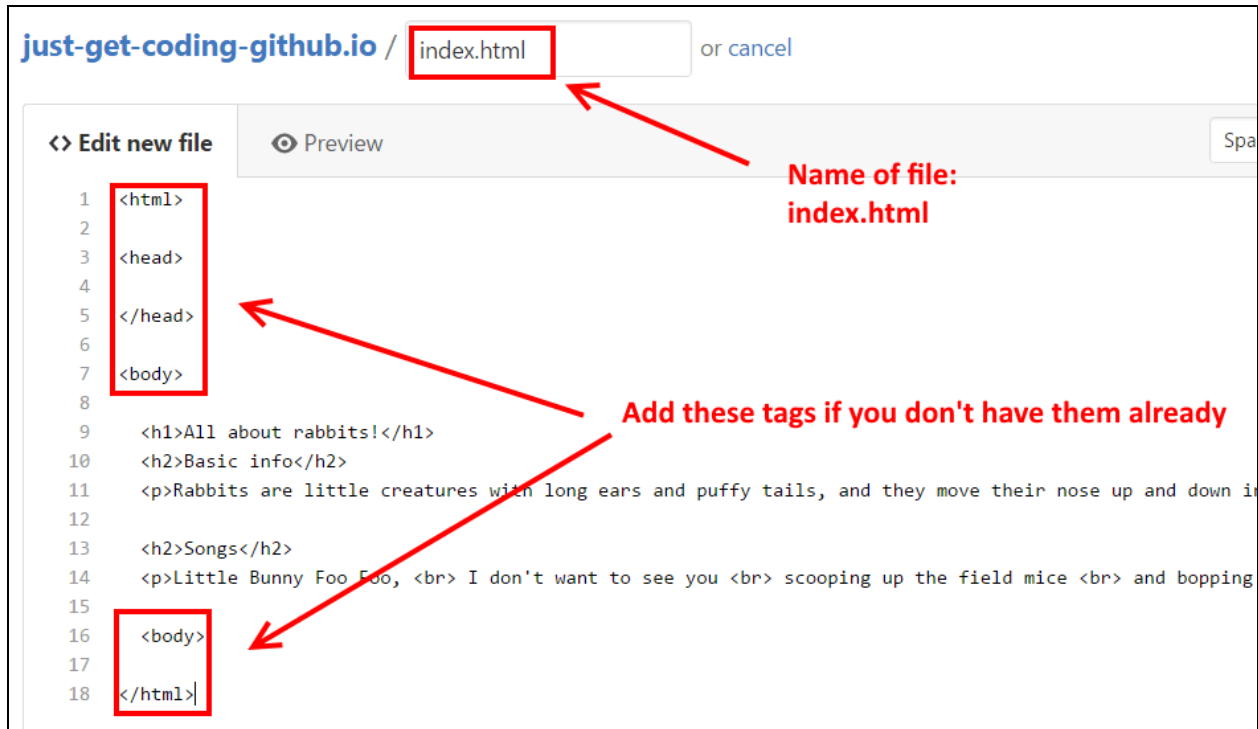 just-get-coding-github.io / index.html or cancel
<> Edit new file Preview Spa
Name of file:
index.html
1 <html>
2
3 <head>
4
5 </head>
6
7 <body>
8
Add these tags if you don't have them already
9 <h1>All about rabbits!</h1>
10 <h2>Basic info</h2>
11 <p>Rabbits are little creatures with long ears and puffy tails, and they move their nose up and down in
12
13 <h2>Songs</h2>
14 <p>Little Bunny Foo Foo, <br> I don't want to see you <br> scooping up the field mice <br> and bopping
15
16 <body>
17
18 </html>